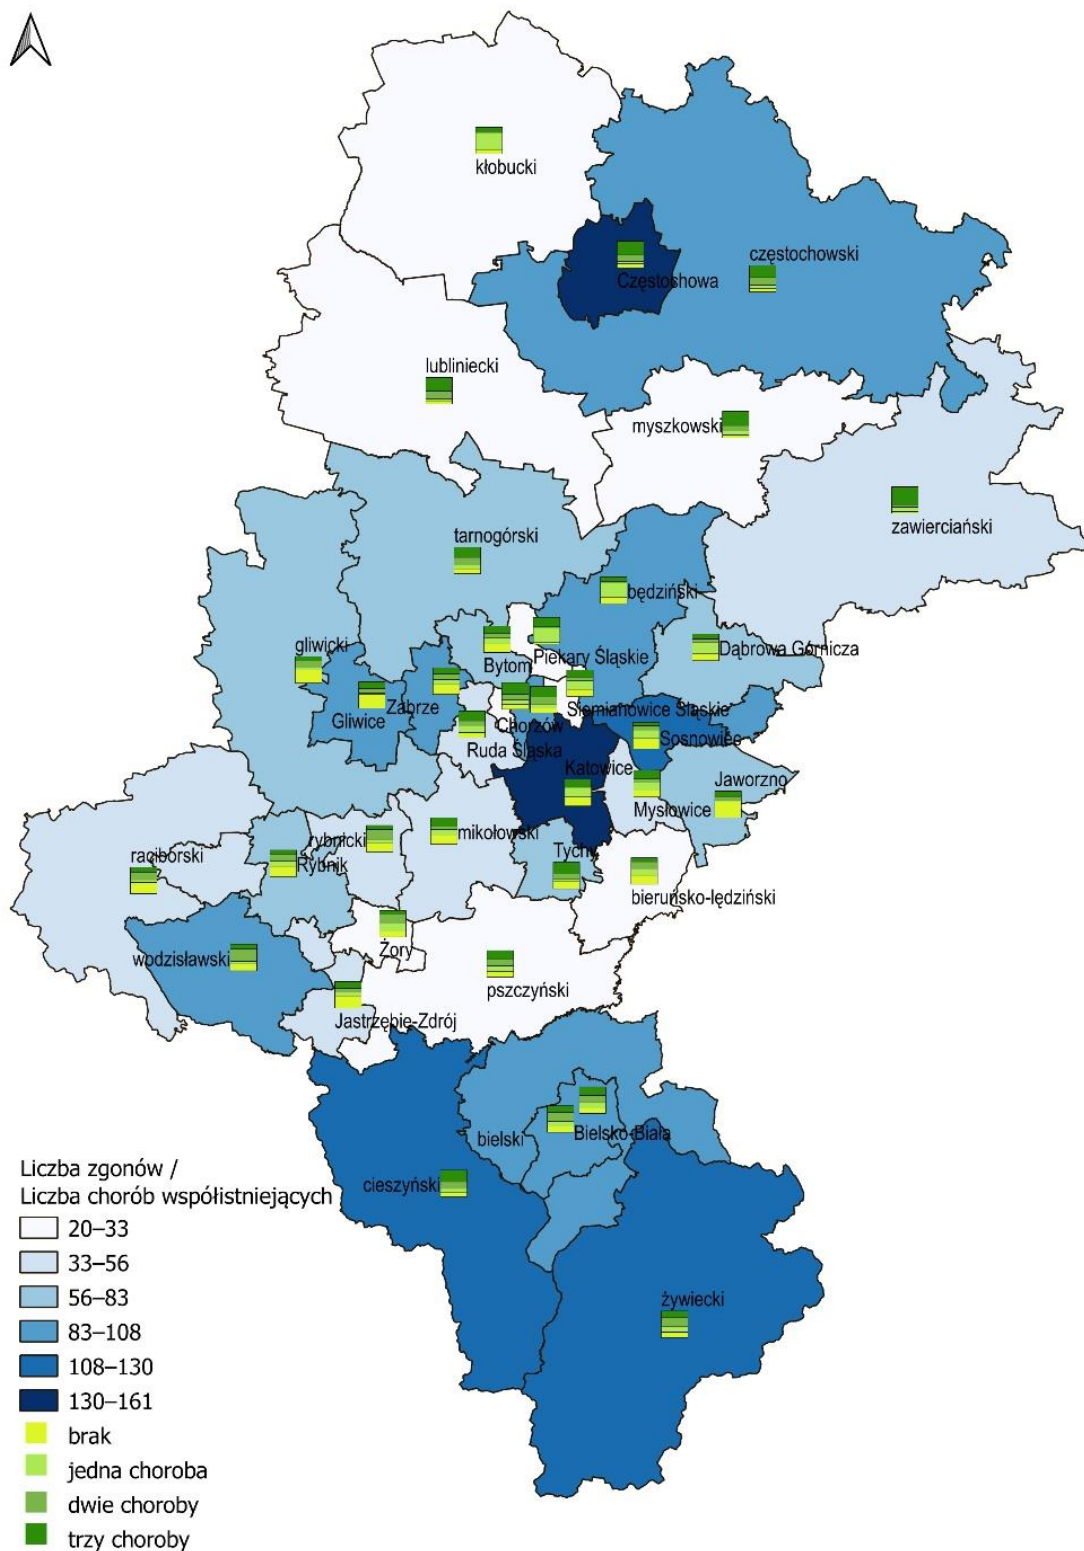 kłobucki
częstochowski
Częstochowa
lubliniecki
myszkowski
zawierciański
tarnogórski
będziński
gliwicki
Bytom
Piekary Śląskie
Dąbrowa Górnicza
Gliwice
Zabrze
Chorzów
Siemianowice Śląskie
Ruda Śląska
Sosnowiec
Katowice
Mysłowice
Jaworzno
raciborski
rybnicki
Rybnik
mikołowski
Tychy
bieruńsko-lędziński
wodzisławski
Żory
pszczyński
Jastrzębie-Zdrój
bielski
Bielsko-Biała
cieszyński
żywiecki
Liczba zgonów /
Liczba chorób współistniejących
20–33
33–56
56–83
83–108
108–130
130–161
brak
jedna choroba
dwie choroby
trzy choroby